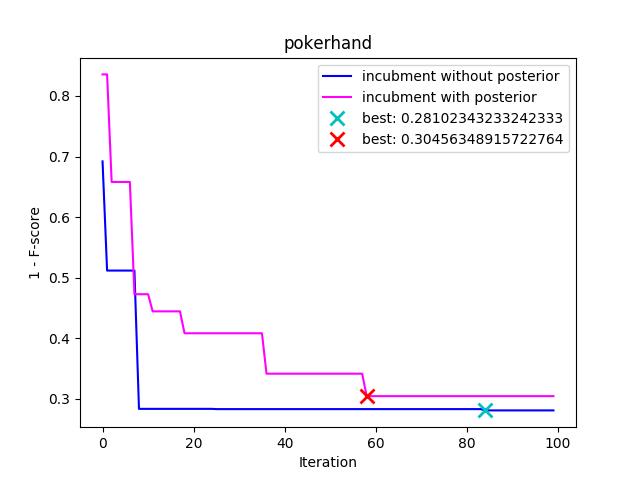 pokerhand
incubment without posterior
incubment with posterior
best: 0.28102343233242333
best: 0.30456348915722764
1 - F-score
0.8
0.7
0.6
0.5
0.4
0.3
0 20 40 60 80 100
Iteration